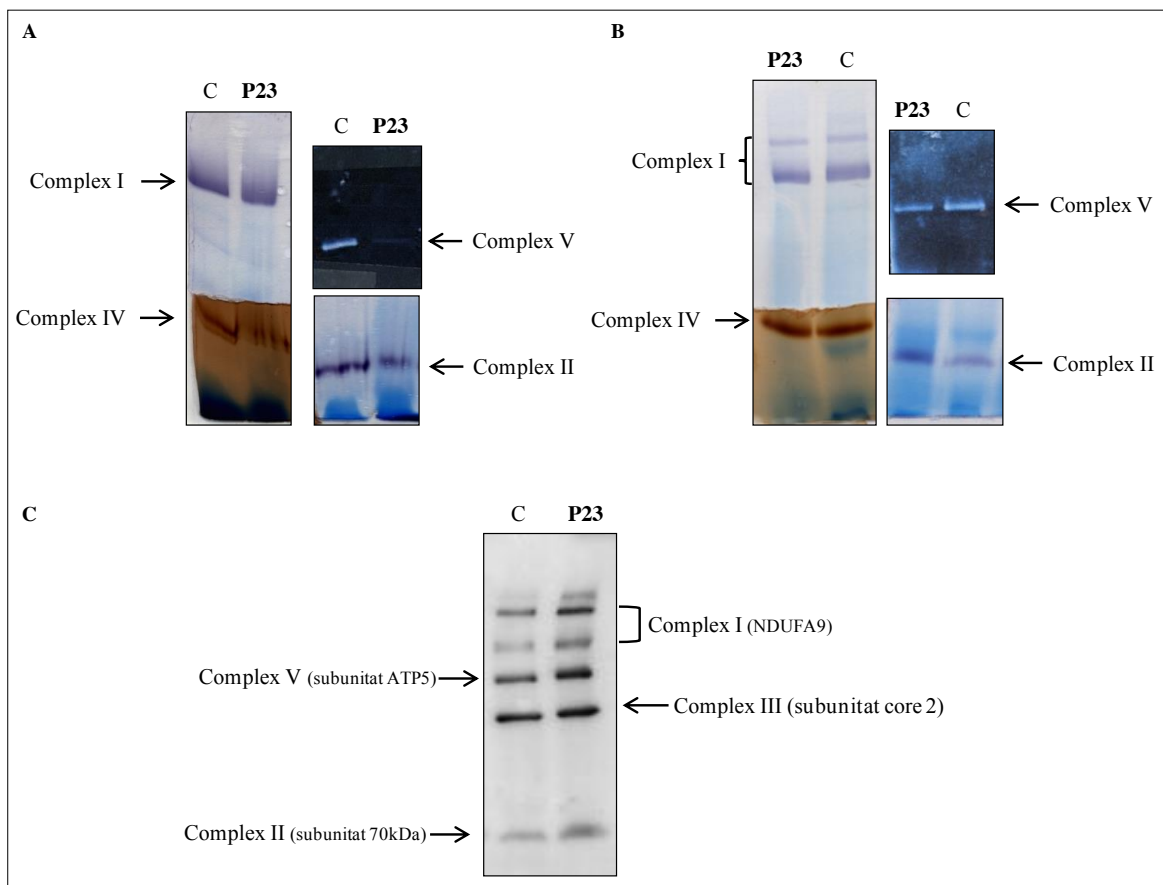 A
C P23
Complex I
Complex IV
C P23
Complex V
Complex II
B
P23 C
Complex I
Complex IV
P23 C
Complex V
Complex II
C
C P23
Complex I (NDUFA9)
Complex V (subunitat ATP5)
Complex III (subunitat core 2)
Complex II (subunitat 70kDa)